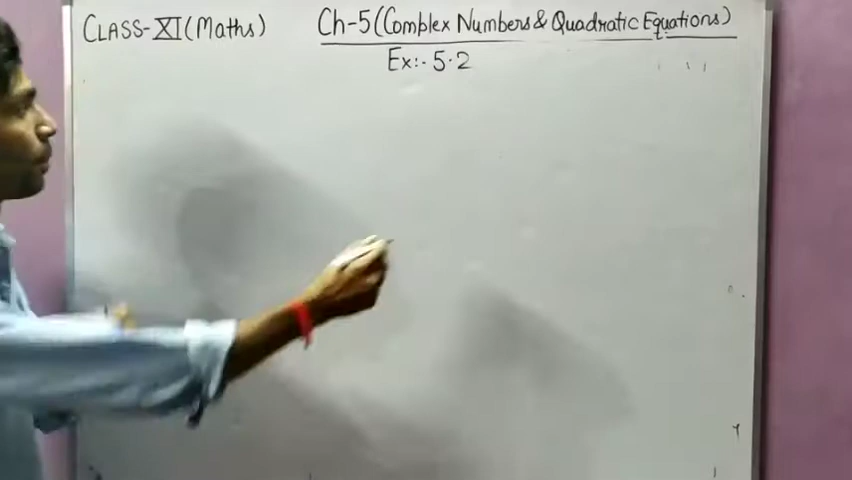 CLASS-XI(Maths)
Ch-5(Complex Numbers & Quadratic Equations)
Ex:- 5.2